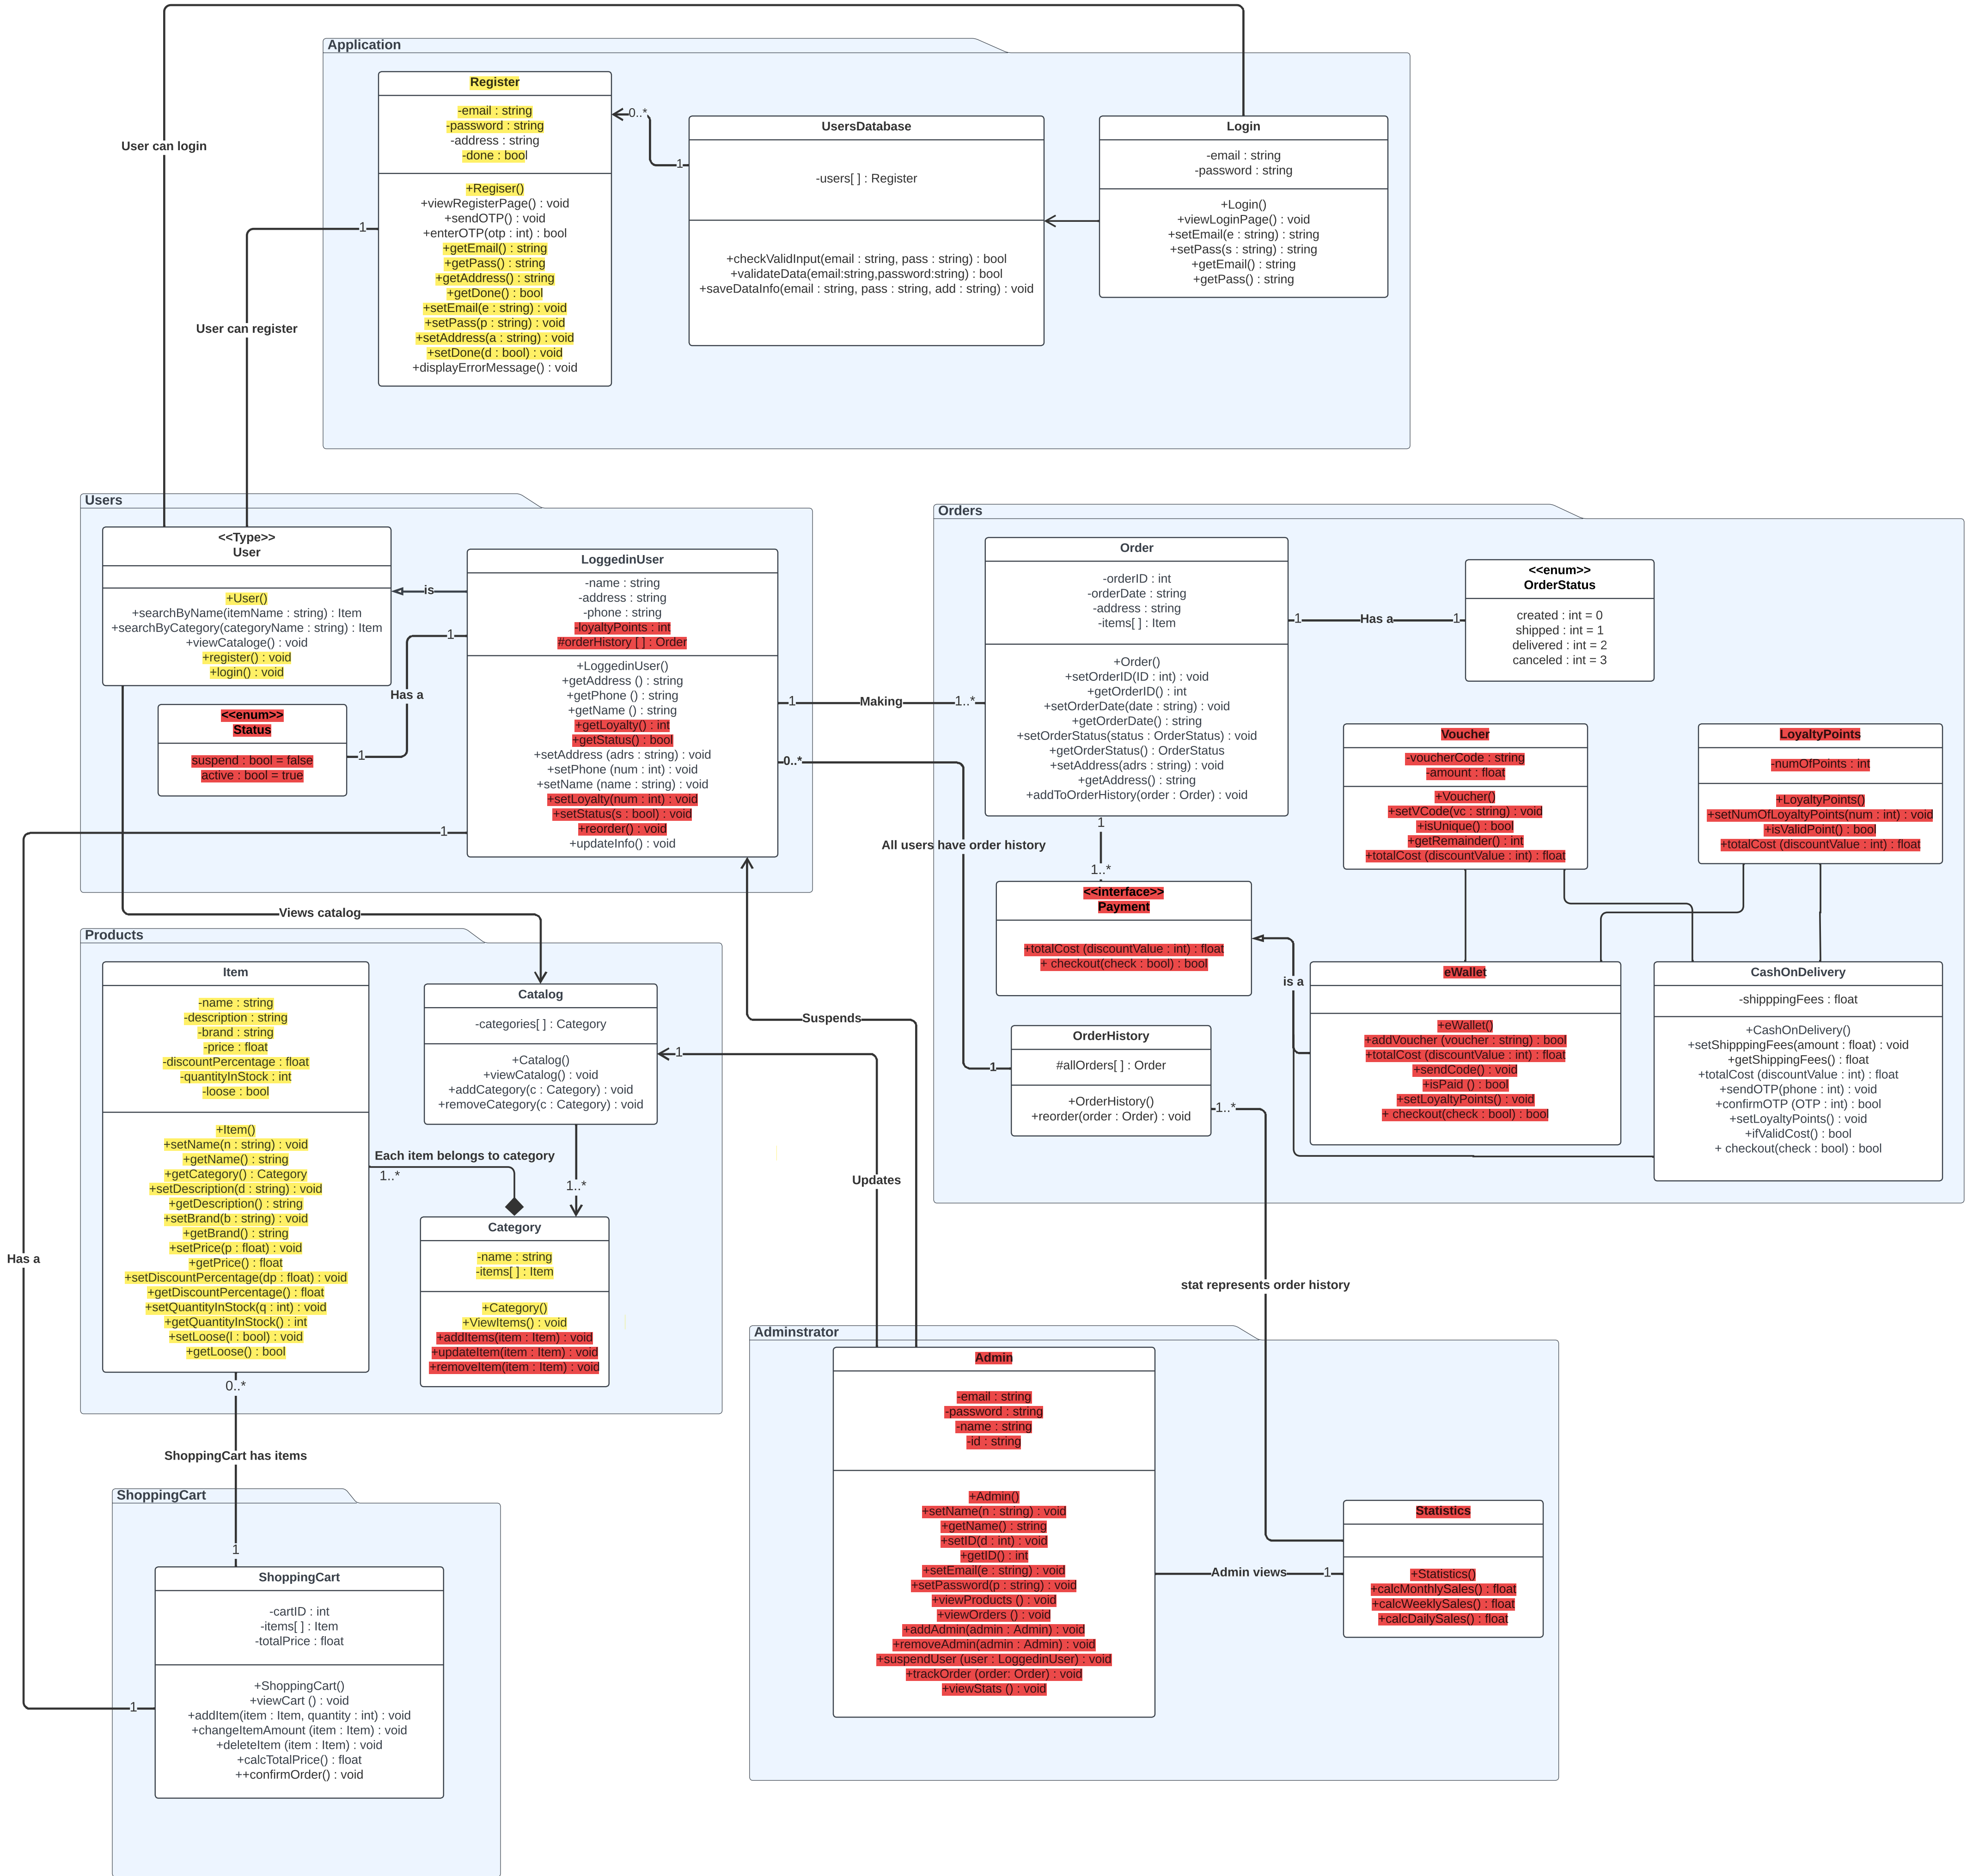 Application
Register
-email : string
-password : string
-address : string
-done : bool
+Regiser()
+viewRegisterPage() : void
+sendOTP() : void
+enterOTP(otp : int) : bool
+getEmail() : string
+getPass() : string
+getAddress() : string
+getDone() : bool
+setEmail(e : string) : void
+setPass(p : string) : void
+setAddress(a : string) : void
+setDone(d : bool) : void
+displayErrorMessage() : void
0..*
1
UsersDatabase
-users[ ] : Register
+checkValidInput(email : string, pass : string) : bool
+validateData(email:string,password:string) : bool
+saveDataInfo(email : string, pass : string, add : string) : void
Login
-email : string
-password : string
+Login()
+viewLoginPage() : void
+setEmail(e : string) : string
+setPass(s : string) : string
+getEmail() : string
+getPass() : string
User can login
1
User can register
Users
<<Type>>
User
+User()
+searchByName(itemName : string) : Item
+searchByCategory(categoryName : string) : Item
+viewCataloge() : void
+register() : void
+login() : void
is
LoggedinUser
-name : string
-address : string
-phone : string
-loyaltyPoints : int
#orderHistory [ ] : Order
+LoggedinUser()
+getAddress () : string
+getPhone () : string
+getName () : string
+getLoyalty() : int
+getStatus() : bool
+setAddress (adrs : string) : void
+setPhone (num : int) : void
+setName (name : string) : void
+setLoyalty(num : int) : void
+setStatus(s : bool) : void
+reorder() : void
+updateInfo() : void
1
Has a
1
<<enum>>
Status
suspend : bool = false
active : bool = true
1
1
Making
1..*
0..*
All users have order history
1
Orders
Order
-orderID : int
-orderDate : string
-address : string
-items[ ] : Item
+Order()
+setOrderID(ID : int) : void
+getOrderID() : int
+setOrderDate(date : string) : void
+getOrderDate() : string
+setOrderStatus(status : OrderStatus) : void
+getOrderStatus() : OrderStatus
+setAddress(adrs : string) : void
+getAddress() : string
+addToOrderHistory(order : Order) : void
1
Has a
1
<<enum>>
OrderStatus
created : int = 0
shipped : int = 1
delivered : int = 2
canceled : int = 3
Voucher
-voucherCode : string
-amount : float
+Voucher()
+setVCode(vc : string) : void
+isUnique() : bool
+getRemainder() : int
+totalCost (discountValue : int) : float
LoyaltyPoints
-numOfPoints : int
+LoyaltyPoints()
+setNumOfLoyaltyPoints(num : int) : void
+isValidPoint() : bool
+totalCost (discountValue : int) : float
1
1..*
<<interface>>
Payment
+totalCost (discountValue : int) : float
+ checkout(check : bool) : bool
is a
eWallet
+eWallet()
+addVoucher (voucher : string) : bool
+totalCost (discountValue : int) : float
+sendCode() : void
+isPaid () : bool
+setLoyaltyPoints() : void
+ checkout(check : bool) : bool
CashOnDelivery
-shipppingFees : float
+CashOnDelivery()
+setShipppingFees(amount : float) : void
+getShippingFees() : float
+totalCost (discountValue : int) : float
+sendOTP(phone : int) : void
+confirmOTP (OTP : int) : bool
+setLoyaltyPoints() : void
+ifValidCost() : bool
+ checkout(check : bool) : bool
OrderHistory
#allOrders[ ] : Order
+OrderHistory()
+reorder(order : Order) : void
1..*
Views catalog
Products
Item
-name : string
-description : string
-brand : string
-price : float
-discountPercentage : float
-quantityInStock : int
-loose : bool
+Item()
+setName(n : string) : void
+getName() : string
+getCategory() : Category
+setDescription(d : string) : void
+getDescription() : string
+setBrand(b : string) : void
+getBrand() : string
+setPrice(p : float) : void
+getPrice() : float
+setDiscountPercentage(dp : float) : void
+getDiscountPercentage() : float
+setQuantityInStock(q : int) : void
+getQuantityInStock() : int
+setLoose(l : bool) : void
+getLoose() : bool
Catalog
-categories[ ] : Category
+Catalog()
+viewCatalog() : void
+addCategory(c : Category) : void
+removeCategory(c : Category) : void
1
Suspends
Updates
Each item belongs to category
1..*
1..*
Category
-name : string
-items[ ] : Item
+Category()
+ViewItems() : void
+addItems(item : Item) : void
+updateItem(item : Item) : void
+removeItem(item : Item) : void
Has a
0..*
ShoppingCart has items
1
stat represents order history
Adminstrator
Admin
-email : string
-password : string
-name : string
-id : string
+Admin()
+setName(n : string) : void
+getName() : string
+setID(d : int) : void
+getID() : int
+setEmail(e : string) : void
+setPassword(p : string) : void
+viewProducts () : void
+viewOrders () : void
+addAdmin(admin : Admin) : void
+removeAdmin(admin : Admin) : void
+suspendUser (user : LoggedinUser) : void
+trackOrder (order: Order) : void
+viewStats () : void
Admin views
1
Statistics
+Statistics()
+calcMonthlySales() : float
+calcWeeklySales() : float
+calcDailySales() : float
ShoppingCart
ShoppingCart
-cartID : int
-items[ ] : Item
-totalPrice : float
+ShoppingCart()
+viewCart () : void
+addItem(item : Item, quantity : int) : void
+changeItemAmount (item : Item) : void
+deleteItem (item : Item) : void
+calcTotalPrice() : float
++confirmOrder() : void
1